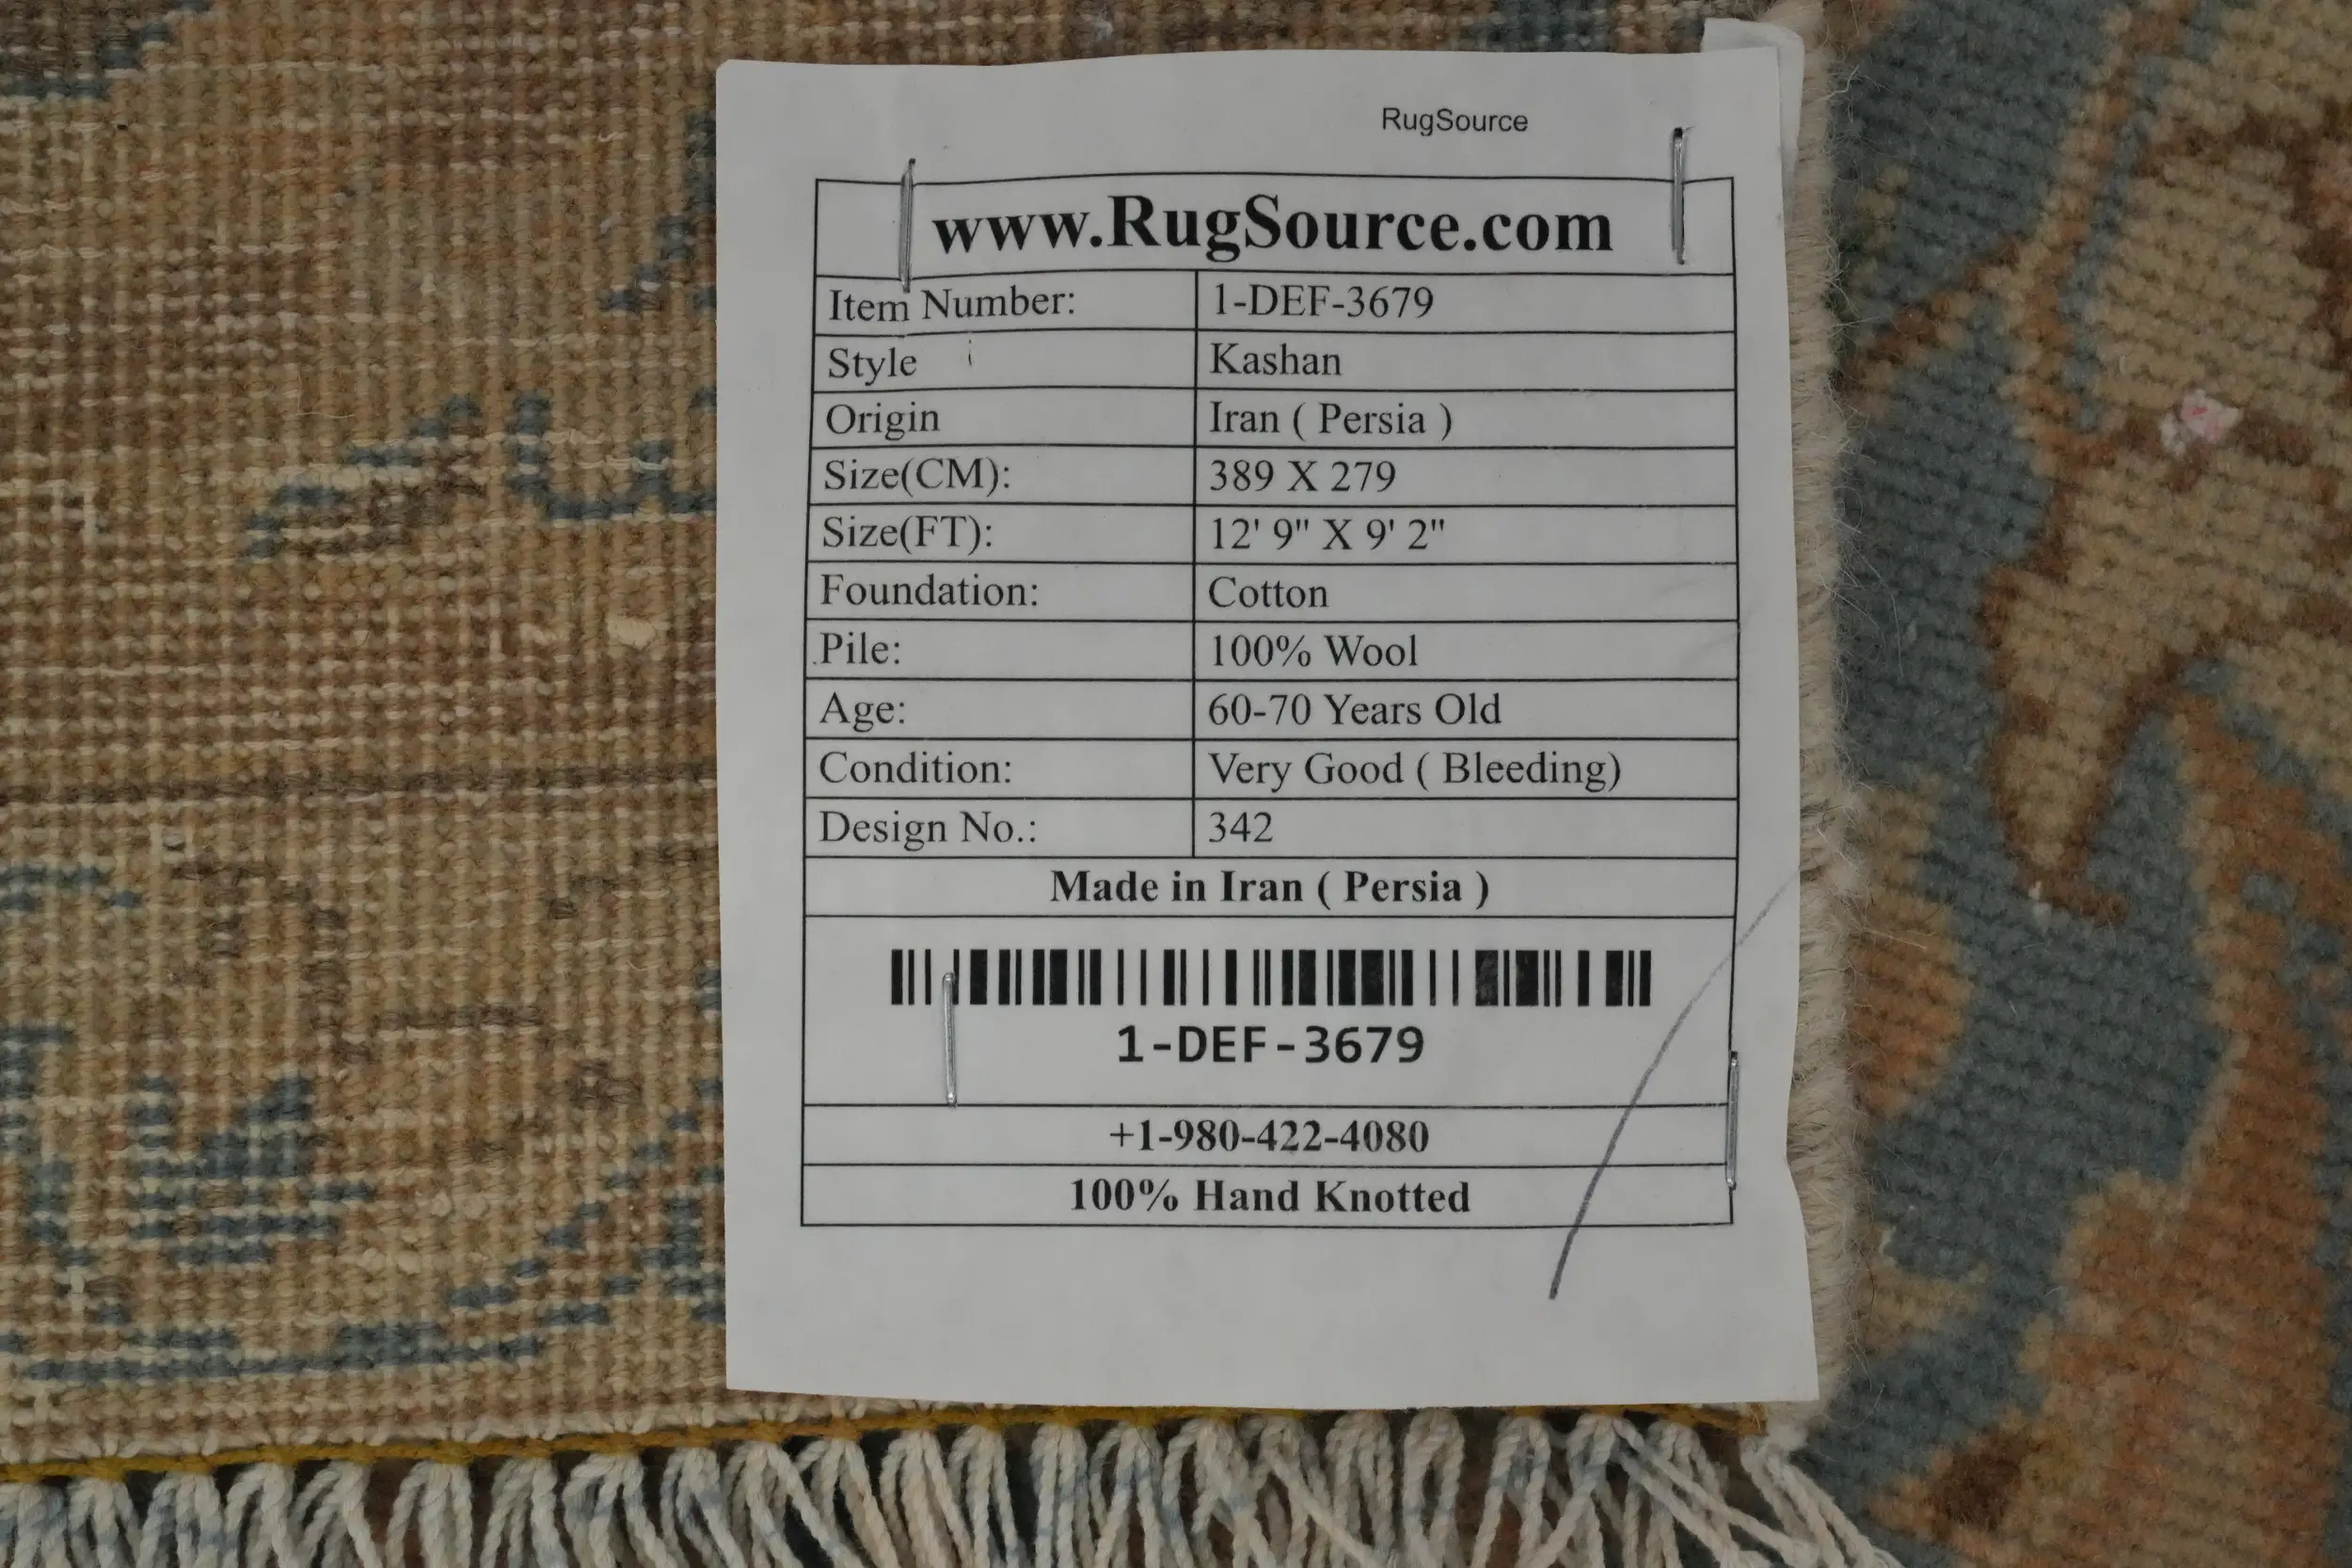 RugSource
www.RugSource.com
Item Number: 1-DEF-3679
Style Kashan
Origin Iran ( Persia )
Size(CM): 389 X 279
Size(FT): 12' 9" X 9' 2"
Foundation: Cotton
Pile: 100% Wool
Age: 60-70 Years Old
Condition: Very Good ( Bleeding)
Design No.: 342
Made in Iran ( Persia )
1-DEF-3679
+1-980-422-4080
100% Hand Knotted